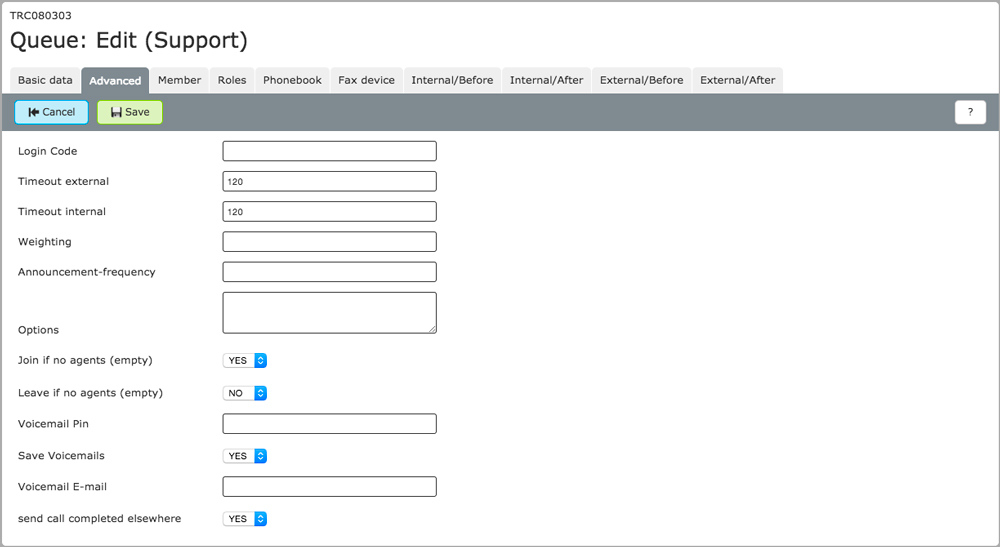 TRC080303
Queue: Edit (Support)
Basic data Advanced Member Roles Phonebook Fax device Internal/Before Internal/After External/Before External/After
Cancel Save ?
Login Code
Timeout external 120
Timeout internal 120
Weighting
Announcement-frequency
Options
Join if no agents (empty) YES
Leave if no agents (empty) NO
Voicemail Pin
Save Voicemails YES
Voicemail E-mail
send call completed elsewhere YES